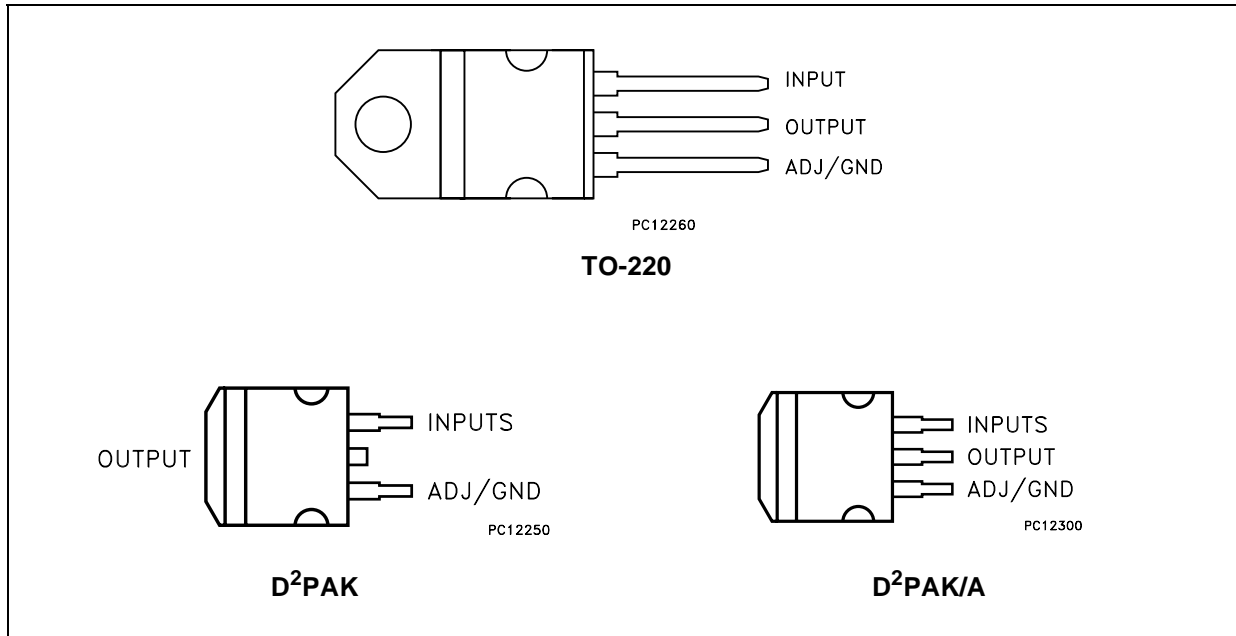 INPUT
OUTPUT
ADJ/GND
PC12260
TO-220
OUTPUT
INPUTS
ADJ/GND
PC12250
D²PAK
INPUTS
OUTPUT
ADJ/GND
PC12300
D²PAK/A